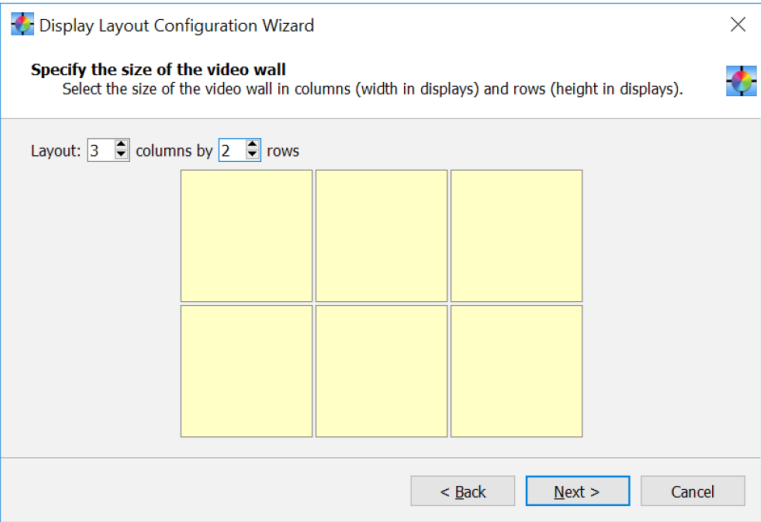 Display Layout Configuration Wizard
Specify the size of the video wall
Select the size of the video wall in columns (width in displays) and rows (height in displays).
Layout: 3 columns by 2 rows
< Back Next > Cancel